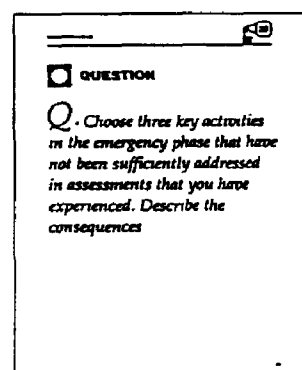 QUESTION
Q. Choose three key activities
in the emergency phase that have
not been sufficiently addressed
in assessments that you have
experienced. Describe the
consequences